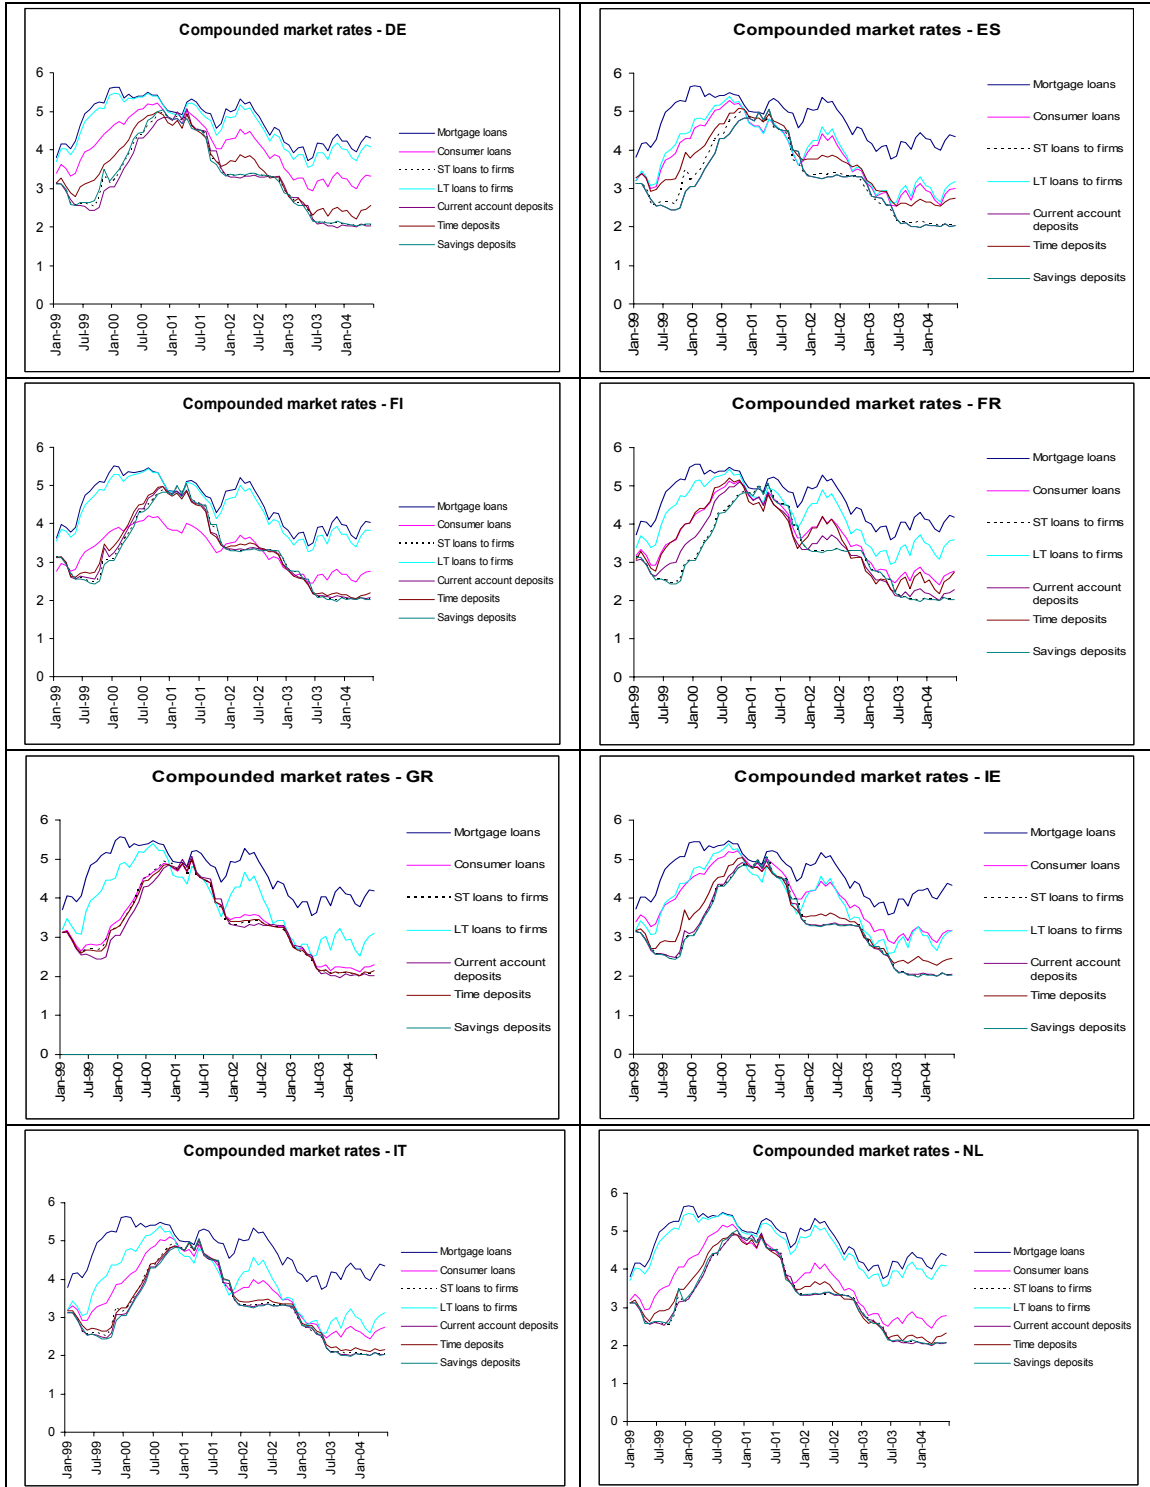 Compounded market rates - DE
6
5
4
3
2
1
0
Jan-99
Jul-99
Jan-00
Jul-00
Jan-01
Jul-01
Jan-02
Jul-02
Jan-03
Jul-03
Jan-04
Mortgage loans
Consumer loans
ST loans to firms
LT loans to firms
Current account deposits
Time deposits
Savings deposits
Compounded market rates - ES
6
5
4
3
2
1
0
Jan-99
Jul-99
Jan-00
Jul-00
Jan-01
Jul-01
Jan-02
Jul-02
Jan-03
Jul-03
Jan-04
Mortgage loans
Consumer loans
ST loans to firms
LT loans to firms
Current account
deposits
Time deposits
Savings deposits
Compounded market rates - FI
6
5
4
3
2
1
0
Jan-99
Jul-99
Jan-00
Jul-00
Jan-01
Jul-01
Jan-02
Jul-02
Jan-03
Jul-03
Jan-04
Mortgage loans
Consumer loans
ST loans to firms
LT loans to firms
Current account deposits
Time deposits
Savings deposits
Compounded market rates - FR
6
5
4
3
2
1
0
Jan-99
Jul-99
Jan-00
Jul-00
Jan-01
Jul-01
Jan-02
Jul-02
Jan-03
Jul-03
Jan-04
Mortgage loans
Consumer loans
ST loans to firms
LT loans to firms
Current account
deposits
Time deposits
Savings deposits
Compounded market rates - GR
6
5
4
3
2
1
0
Jan-99
Jul-99
Jan-00
Jul-00
Jan-01
Jul-01
Jan-02
Jul-02
Jan-03
Jul-03
Jan-04
Mortgage loans
Consumer loans
ST loans to firms
LT loans to firms
Current account
deposits
Time deposits
Savings deposits
Compounded market rates - IE
6
5
4
3
2
1
0
Jan-99
Jul-99
Jan-00
Jul-00
Jan-01
Jul-01
Jan-02
Jul-02
Jan-03
Jul-03
Jan-04
Mortgage loans
Consumer loans
ST loans to firms
LT loans to firms
Current account
deposits
Time deposits
Savings deposits
Compounded market rates - IT
6
5
4
3
2
1
0
Jan-99
Jul-99
Jan-00
Jul-00
Jan-01
Jul-01
Jan-02
Jul-02
Jan-03
Jul-03
Jan-04
Mortgage loans
Consumer loans
ST loans to firms
LT loans to firms
Current account deposits
Time deposits
Savings deposits
Compounded market rates - NL
6
5
4
3
2
1
0
Jan-99
Jul-99
Jan-00
Jul-00
Jan-01
Jul-01
Jan-02
Jul-02
Jan-03
Jul-03
Jan-04
Mortgage loans
Consumer loans
ST loans to firms
LT loans to firms
Current account deposits
Time deposits
Savings deposits